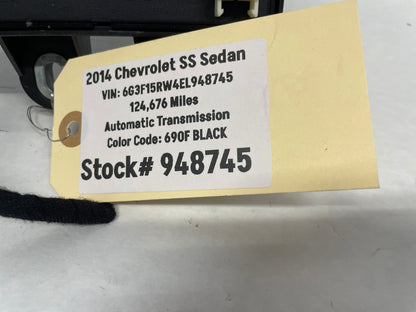 2014 Chevrolet SS Sedan
VIN: 6G3F15RW4EL948745
124,676 Miles
Automatic Transmission
Color Code: 690F BLACK
Stock# 948745